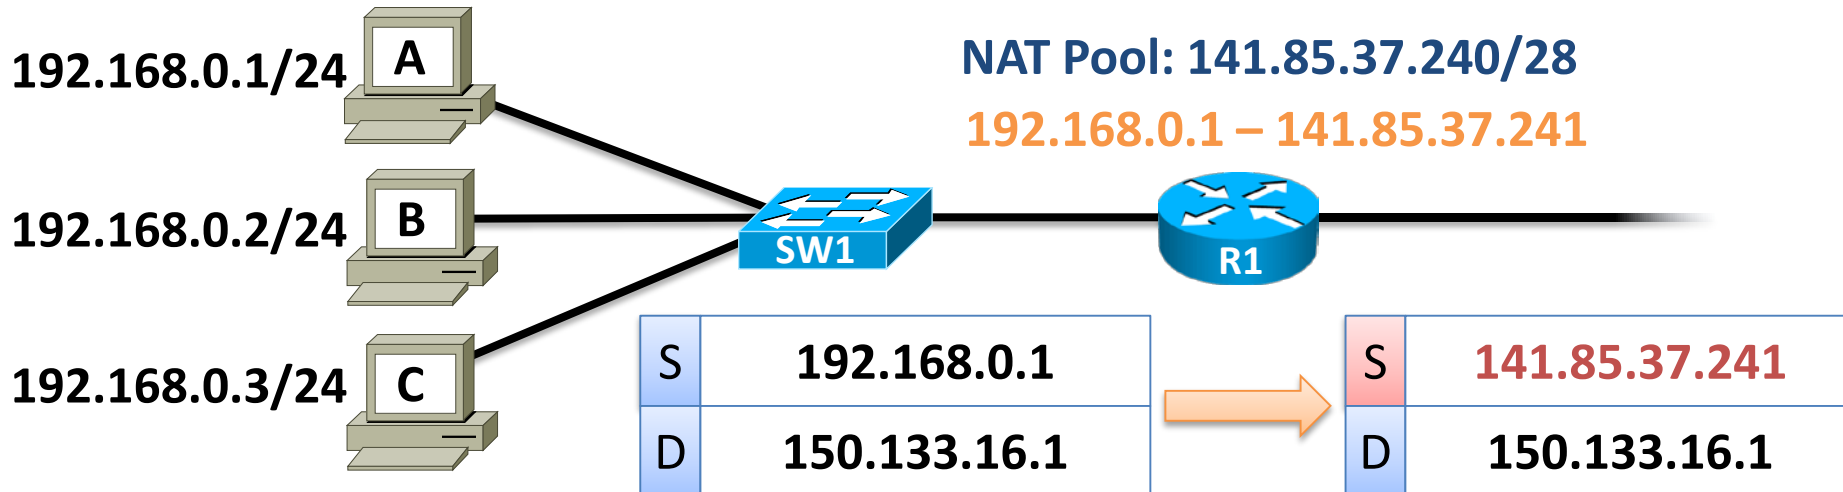 192.168.0.1/24
A
NAT Pool: 141.85.37.240/28
192.168.0.1 – 141.85.37.241
192.168.0.2/24
B
SW1
R1
192.168.0.3/24
C
S 192.168.0.1
D 150.133.16.1
S 141.85.37.241
D 150.133.16.1